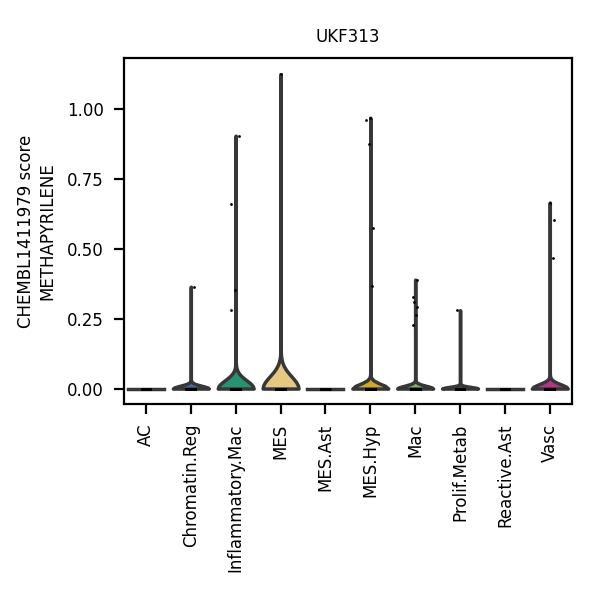 UKF313
CHEMBL1411979 score
METHAPYRILENE
1.00
0.75
0.50
0.25
0.00
AC
Chromatin.Reg
Inflammatory.Mac
MES
MES.Ast
MES.Hyp
Mac
Prolif.Metab
Reactive.Ast
Vasc